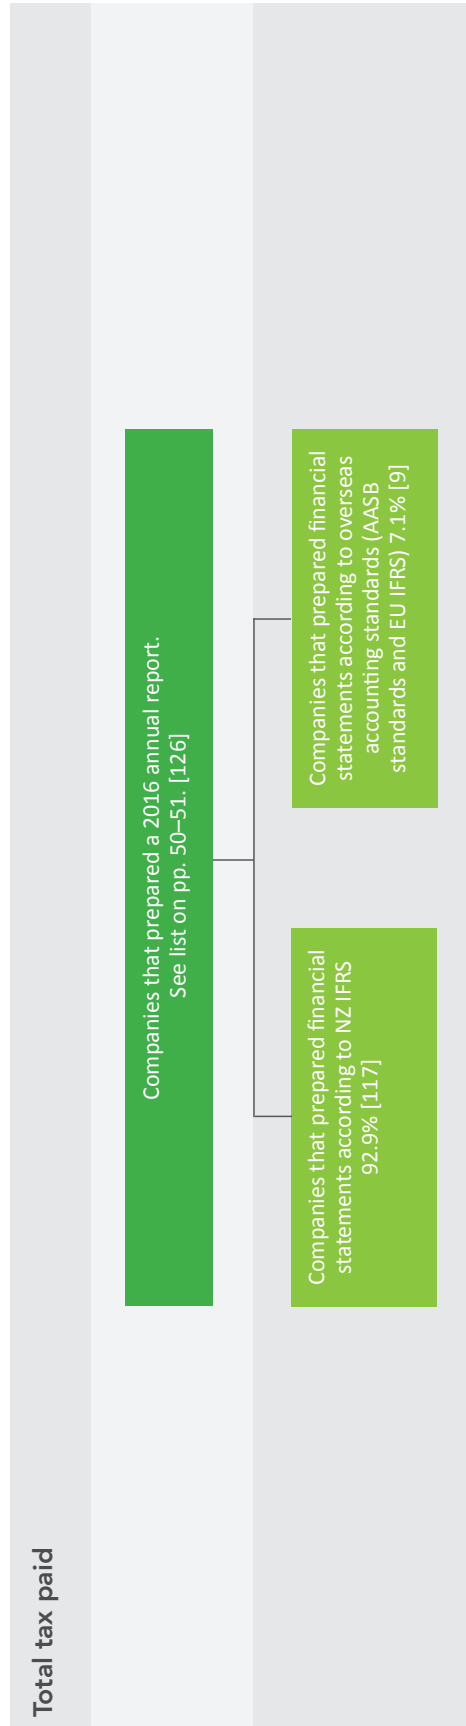 Total tax paid
Companies that prepared a 2016 annual report.
See list on pp. 50–51. [126]
Companies that prepared financial
statements according to NZ IFRS
92.9% [117]
Companies that prepared financial
statements according to overseas
accounting standards (AASB
standards and EU IFRS) 7.1% [9]